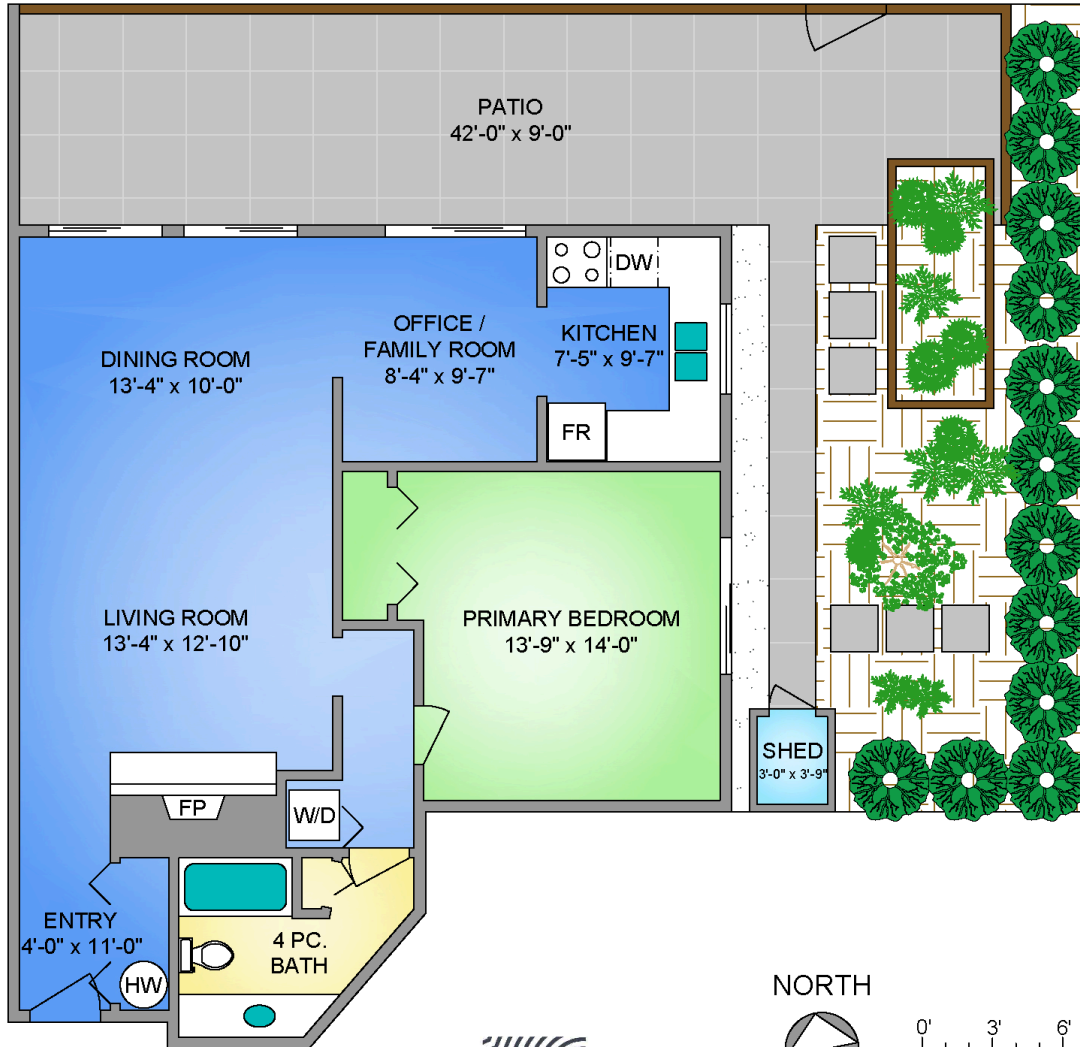 PATIO
42'-0" x 9'-0"
DW
OFFICE /
FAMILY ROOM
8'-4" x 9'-7"
KITCHEN
7'-5" x 9'-7"
DINING ROOM
13'-4" x 10'-0"
FR
LIVING ROOM
13'-4" x 12'-10"
PRIMARY BEDROOM
13'-9" x 14'-0"
SHED
3'-0" x 3'-9"
FP
W/D
ENTRY
4'-0" x 11'-0"
4 PC.
BATH
HW
NORTH
0' 3' 6'